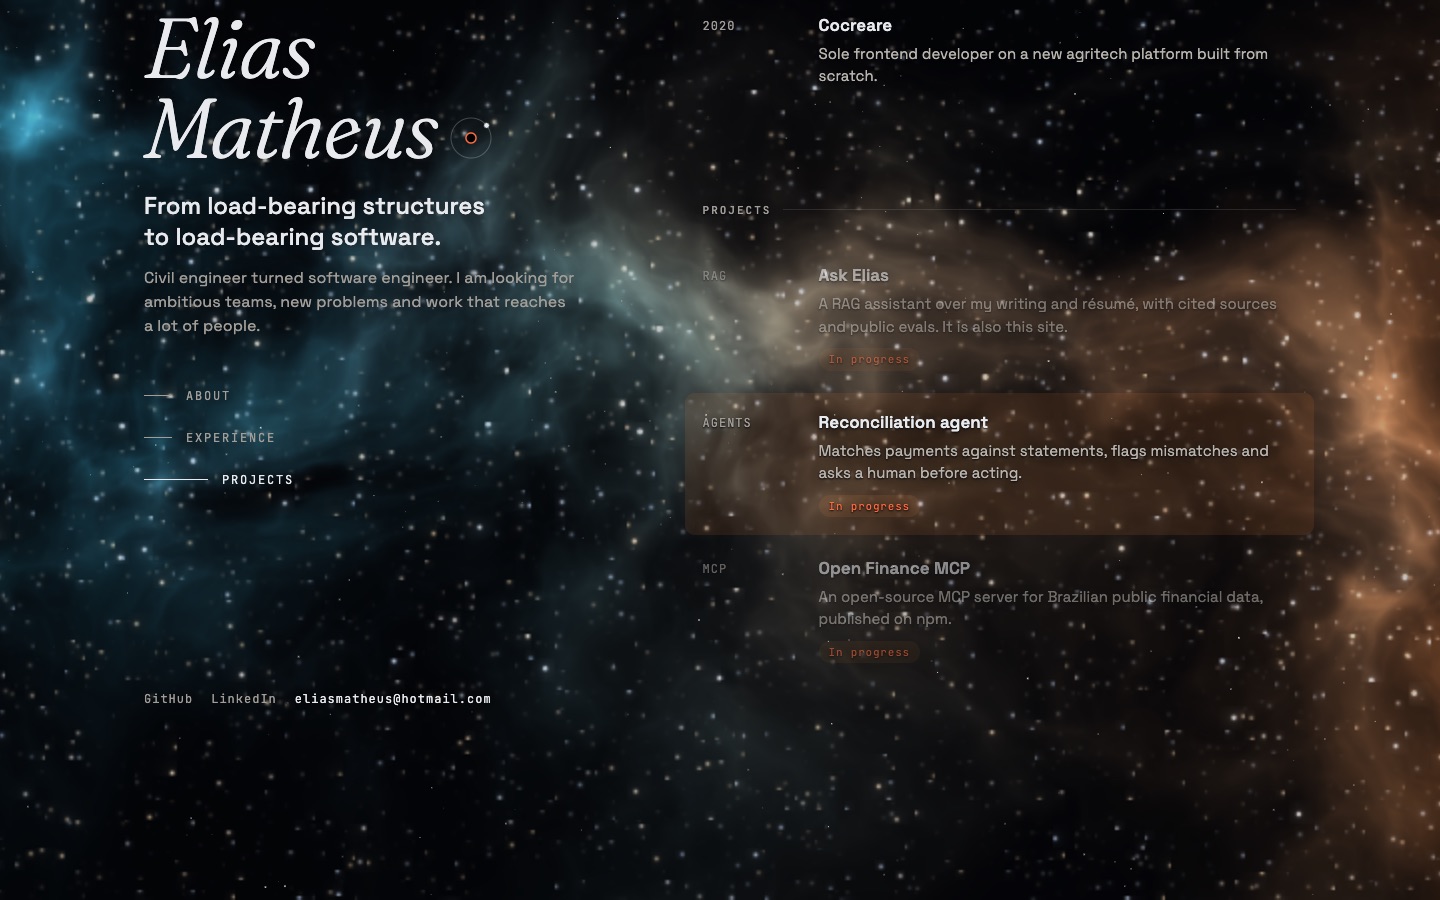 Elias
Matheus
From load-bearing structures
to load-bearing software.
Civil engineer turned software engineer. I am looking for
ambitious teams, new problems and work that reaches
a lot of people.
ABOUT
EXPERIENCE
PROJECTS
GitHub LinkedIn eliasmatheus@hotmail.com
2020
Cocreare
Sole frontend developer on a new agritech platform built from
scratch.
PROJECTS
RAG
Ask Elias
A RAG assistant over my writing and résumé, with cited sources
and public evals. It is also this site.
In progress
AGENTS
Reconciliation agent
Matches payments against statements, flags mismatches and
asks a human before acting.
In progress
MCP
Open Finance MCP
An open-source MCP server for Brazilian public financial data,
published on npm.
In progress